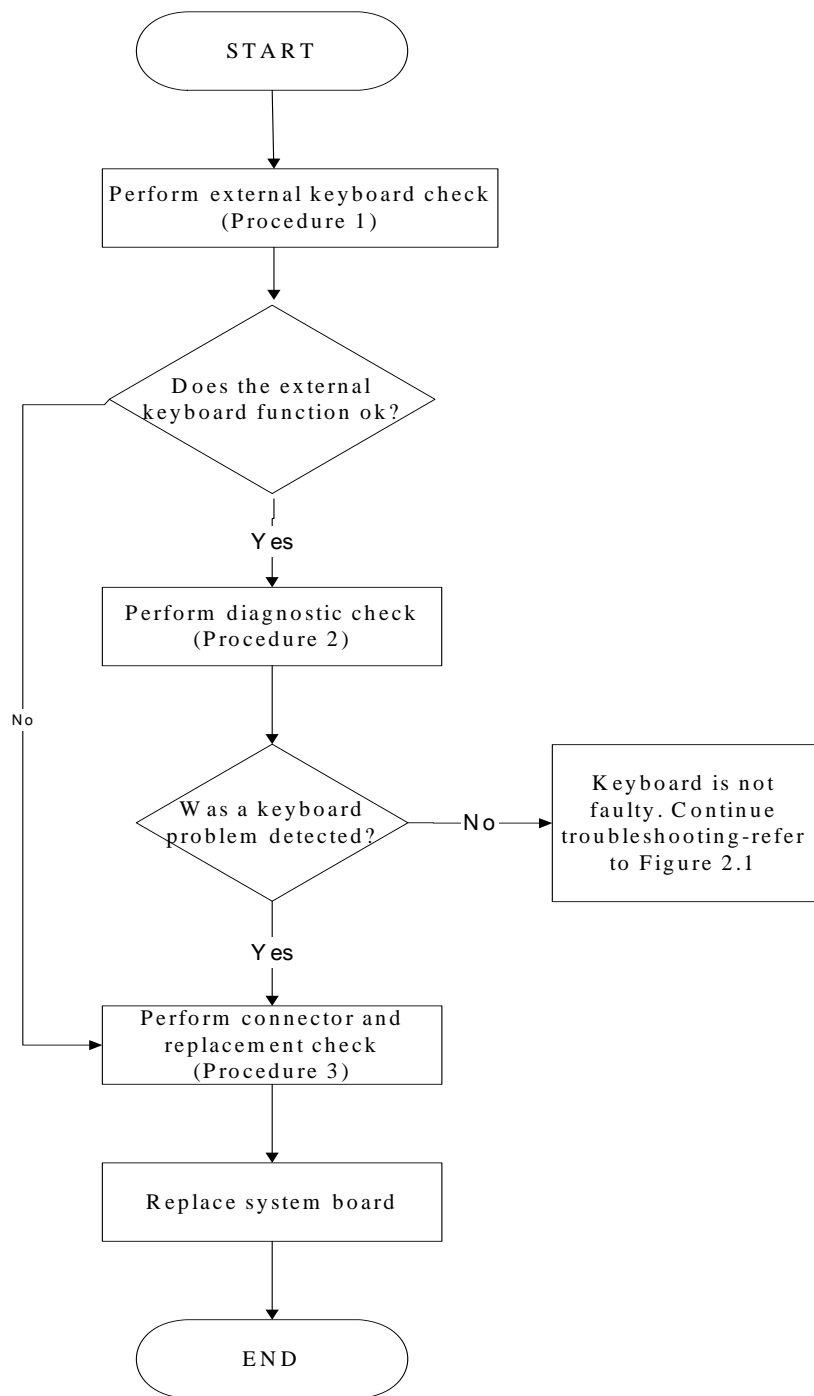 START
Perform external keyboard check
(Procedure 1)
Does the external
keyboard function ok?
Yes
Perform diagnostic check
(Procedure 2)
No
Was a keyboard
problem detected?
No
Keyboard is not
faulty. Continue
troubleshooting-refer
to Figure 2.1
Yes
Perform connector and
replacement check
(Procedure 3)
Replace system board
END